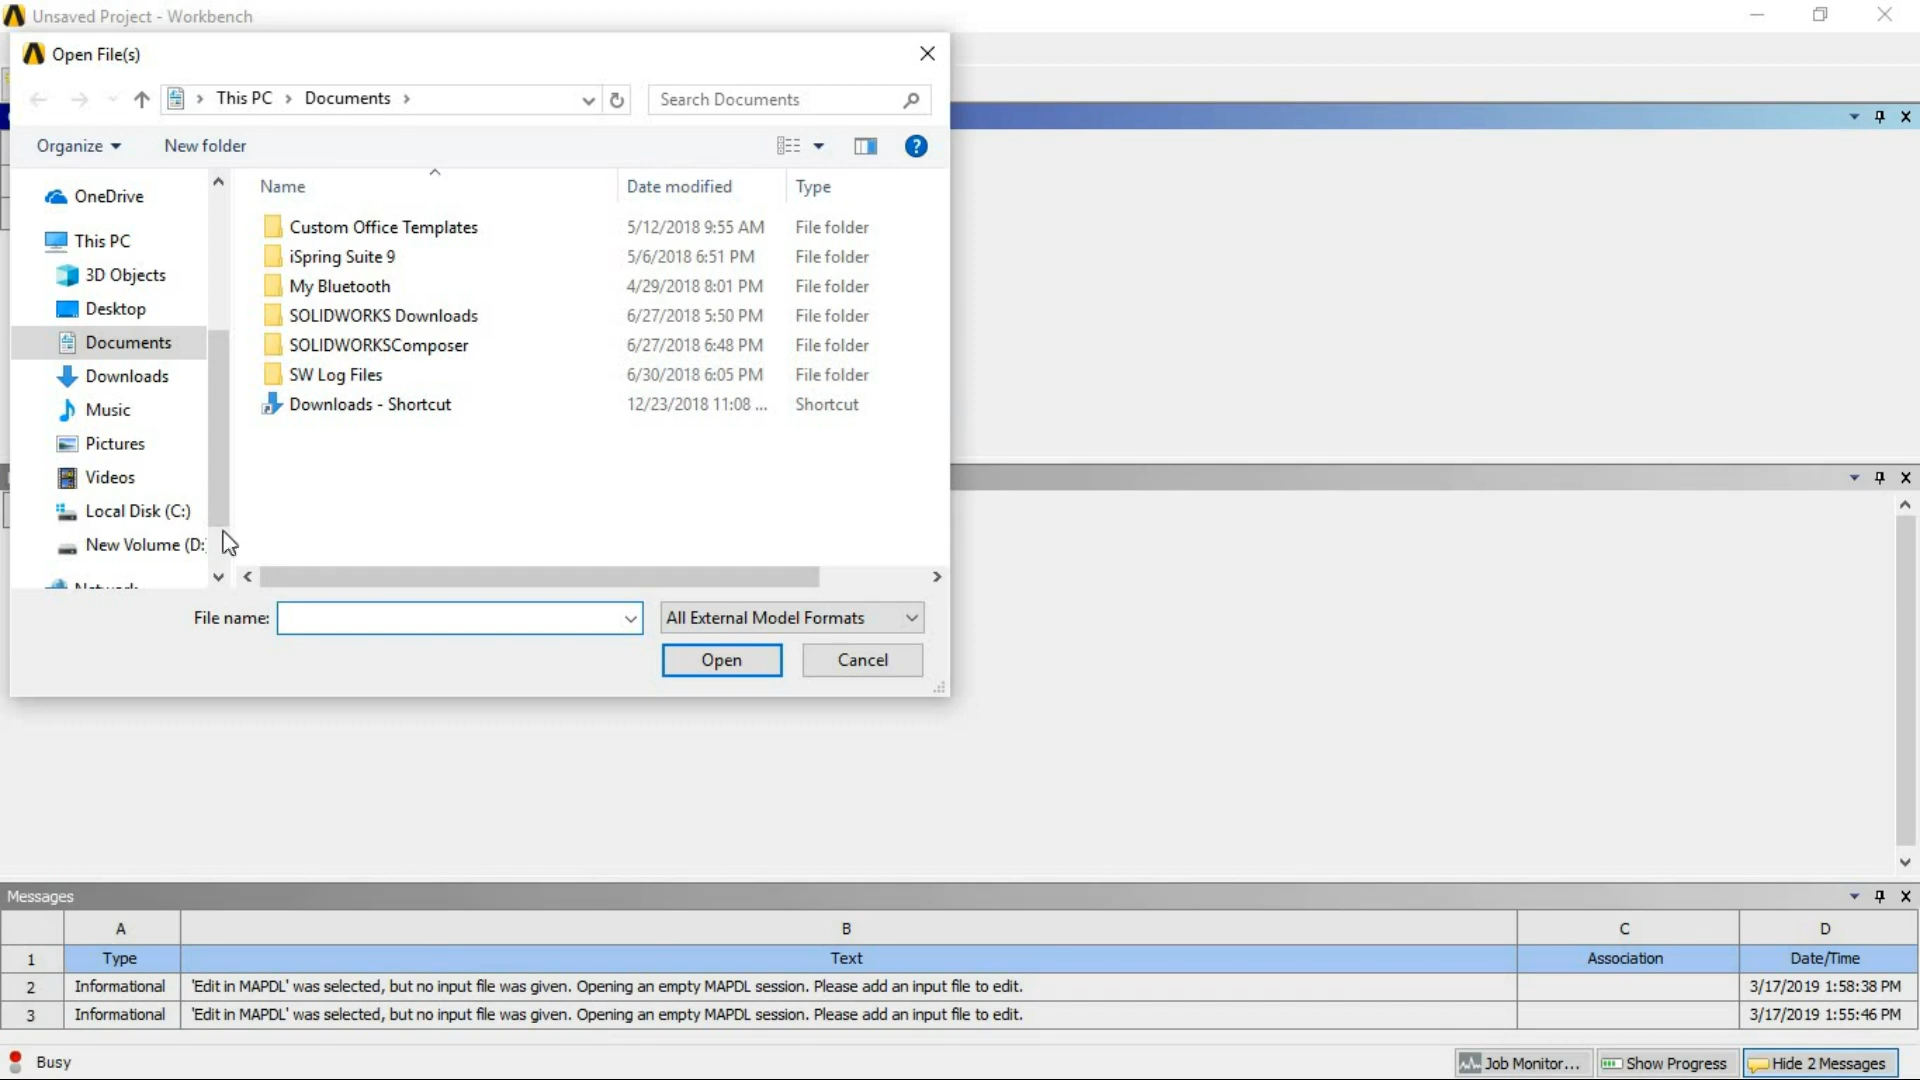 Unsaved Project - Workbench
Open File(s)
This PC > Documents >
Search Documents
Organize
New folder
Name
Date modified
Type
OneDrive
This PC
3D Objects
Desktop
Documents
Downloads
Music
Pictures
Videos
Local Disk (C:)
New Volume (D:
Custom Office Templates 5/12/2018 9:55 AM File folder
iSpring Suite 9 5/6/2018 6:51 PM File folder
My Bluetooth 4/29/2018 8:01 PM File folder
SOLIDWORKS Downloads 6/27/2018 5:50 PM File folder
SOLIDWORKSComposer 6/27/2018 6:48 PM File folder
SW Log Files 6/30/2018 6:05 PM File folder
Downloads - Shortcut 12/23/2018 11:08 ... Shortcut
File name:
All External Model Formats
Open
Cancel
Messages
A B C D
1 Type Text Association Date/Time
2 Informational 'Edit in MAPDL' was selected, but no input file was given. Opening an empty MAPDL session. Please add an input file to edit. 3/17/2019 1:58:38 PM
3 Informational 'Edit in MAPDL' was selected, but no input file was given. Opening an empty MAPDL session. Please add an input file to edit. 3/17/2019 1:55:46 PM
Busy
Job Monitor...
Show Progress
Hide 2 Messages